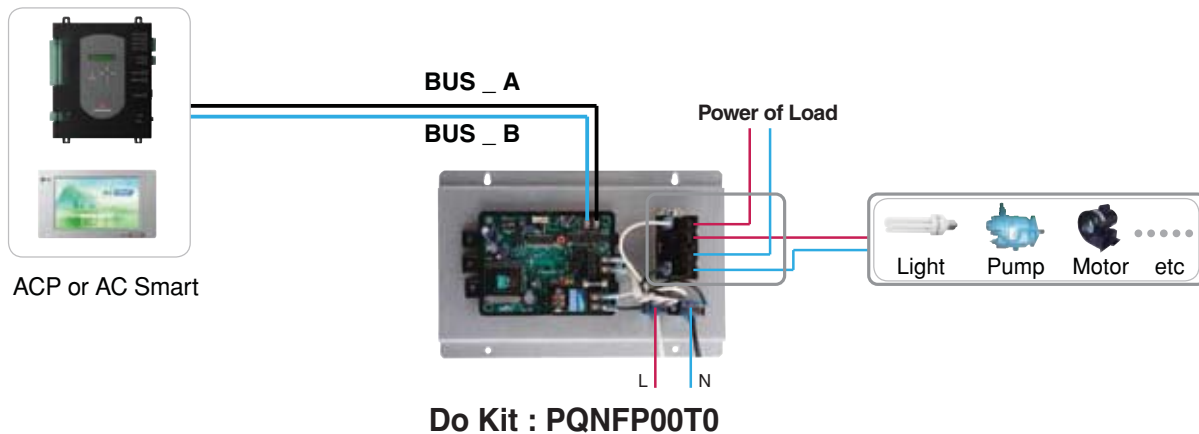 BUS _ A
BUS _ B
Power of Load
ACP or AC Smart
Light Pump Motor etc
L N
Do Kit : PQNFP00T0